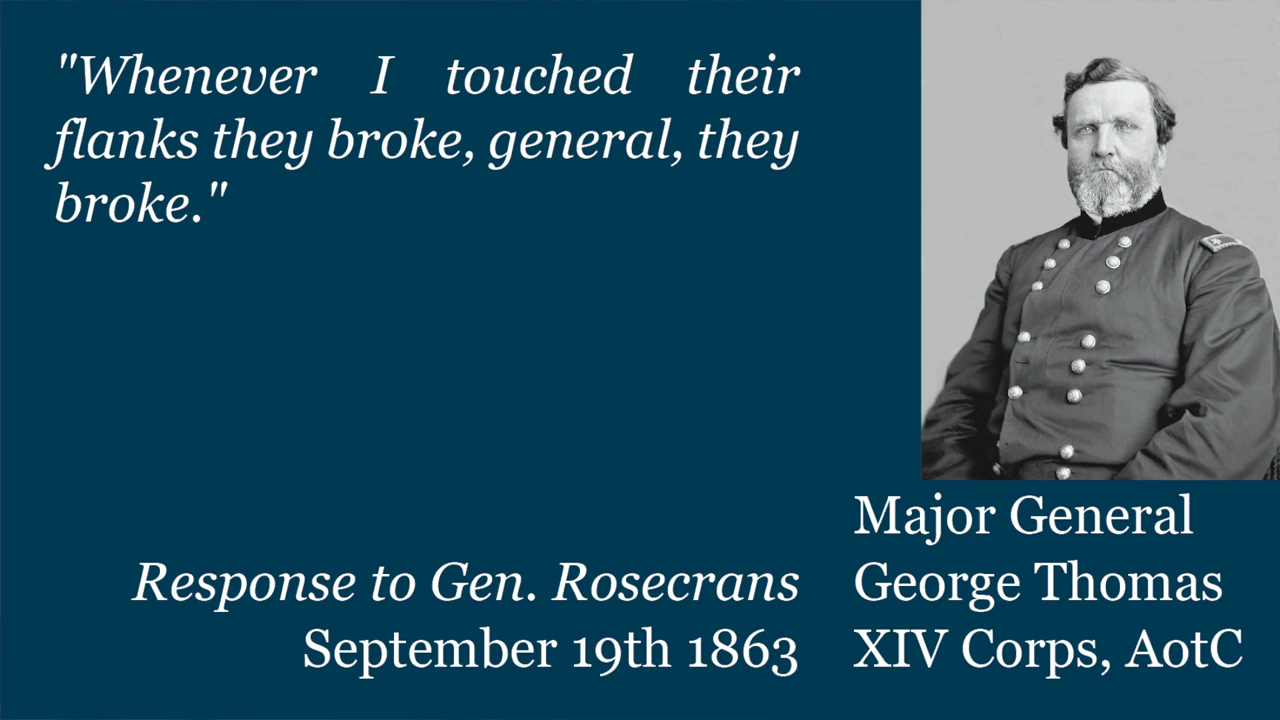 "Whenever I touched their
flanks they broke, general, they
broke."
Response to Gen. Rosecrans
September 19th 1863
Major General
George Thomas
XIV Corps, AotC